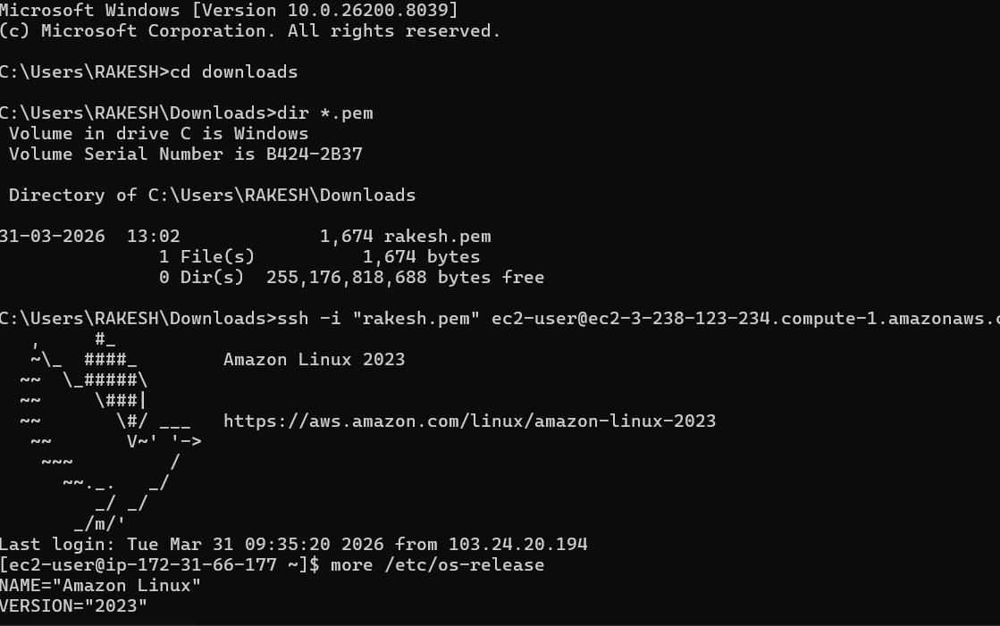 Microsoft Windows [Version 10.0.26200.8039]
(c) Microsoft Corporation. All rights reserved.
C:\Users\RAKESH>cd downloads
C:\Users\RAKESH\Downloads>dir *.pem
 Volume in drive C is Windows
 Volume Serial Number is B424-2B37
 Directory of C:\Users\RAKESH\Downloads
31-03-2026  13:02             1,674 rakesh.pem
               1 File(s)          1,674 bytes
               0 Dir(s)  255,176,818,688 bytes free
C:\Users\RAKESH\Downloads>ssh -i "rakesh.pem" ec2-user@ec2-3-238-123-234.compute-1.amazonaws.c
   ,     #_
   ~\_  ####_        Amazon Linux 2023
  ~~  \_#####\
  ~~     \###|
  ~~       \#/ ___   https://aws.amazon.com/linux/amazon-linux-2023
   ~~       V~' '->
    ~~~         /
      ~~._.   _/
         _/ _/
       _/m/'
Last login: Tue Mar 31 09:35:20 2026 from 103.24.20.194
[ec2-user@ip-172-31-66-177 ~]$ more /etc/os-release
NAME="Amazon Linux"
VERSION="2023"